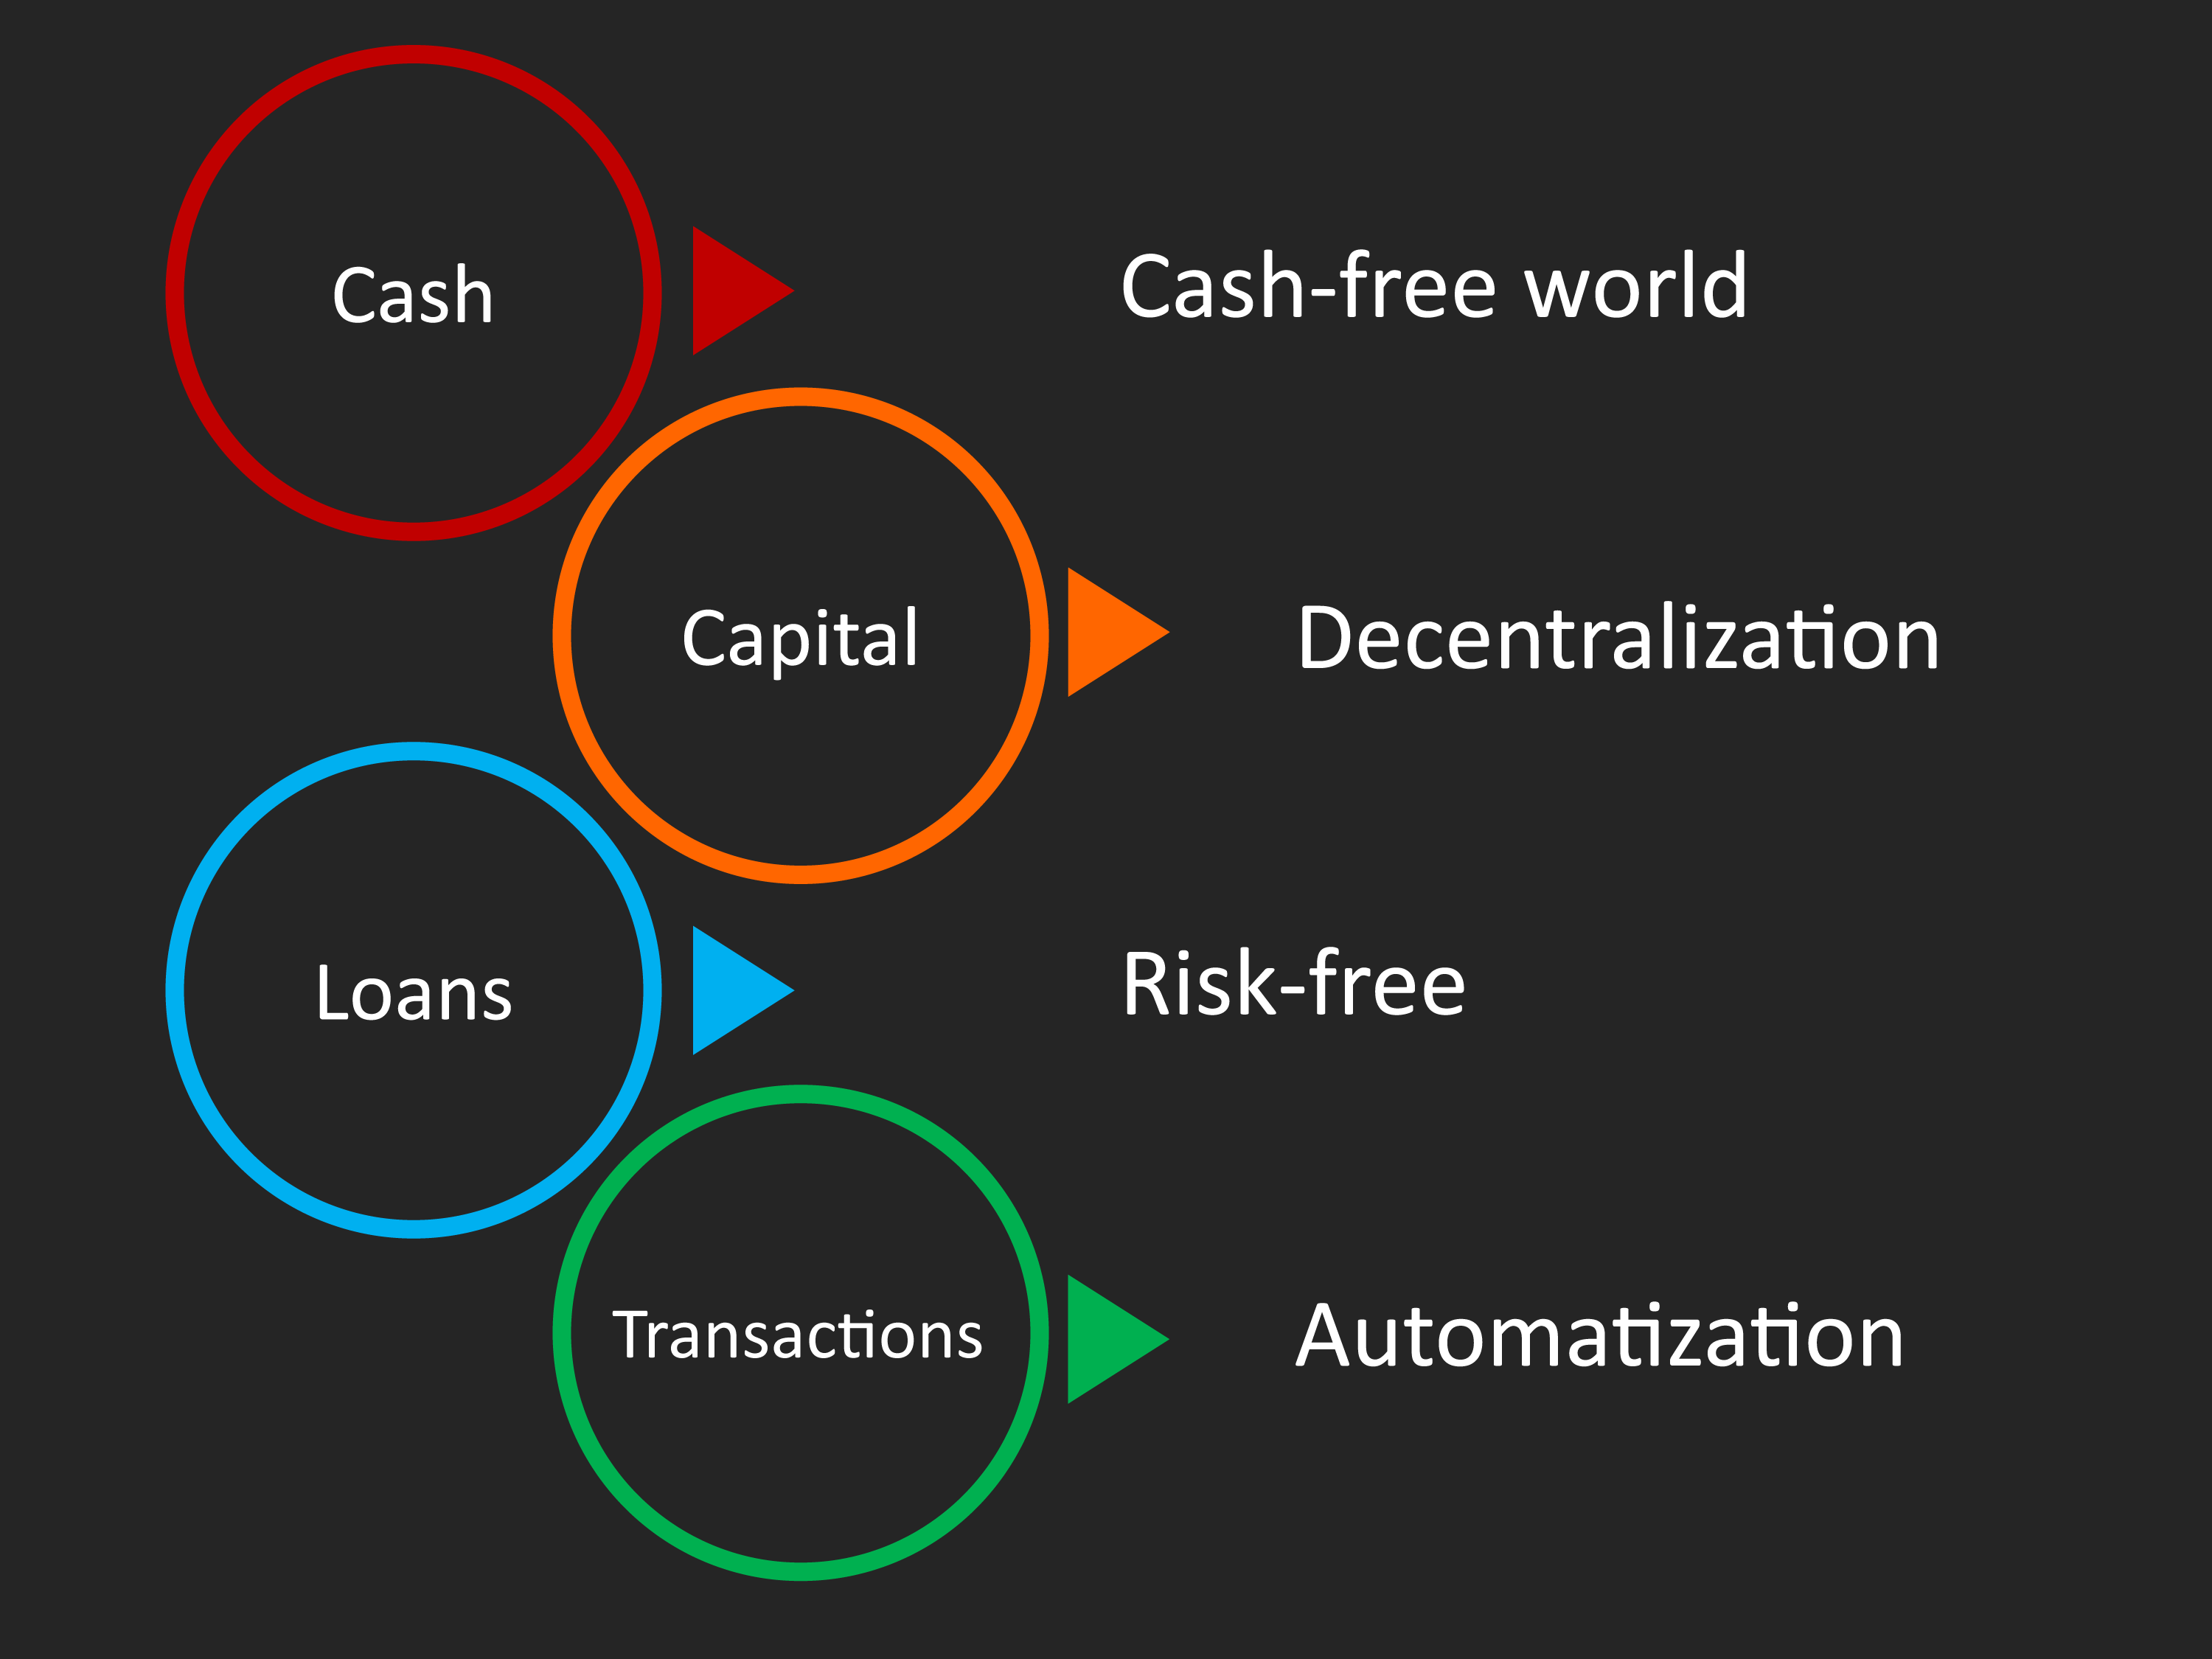 Cash
Cash-free world
Capital
Decentralization
Loans
Risk-free
Transactions
Automatization